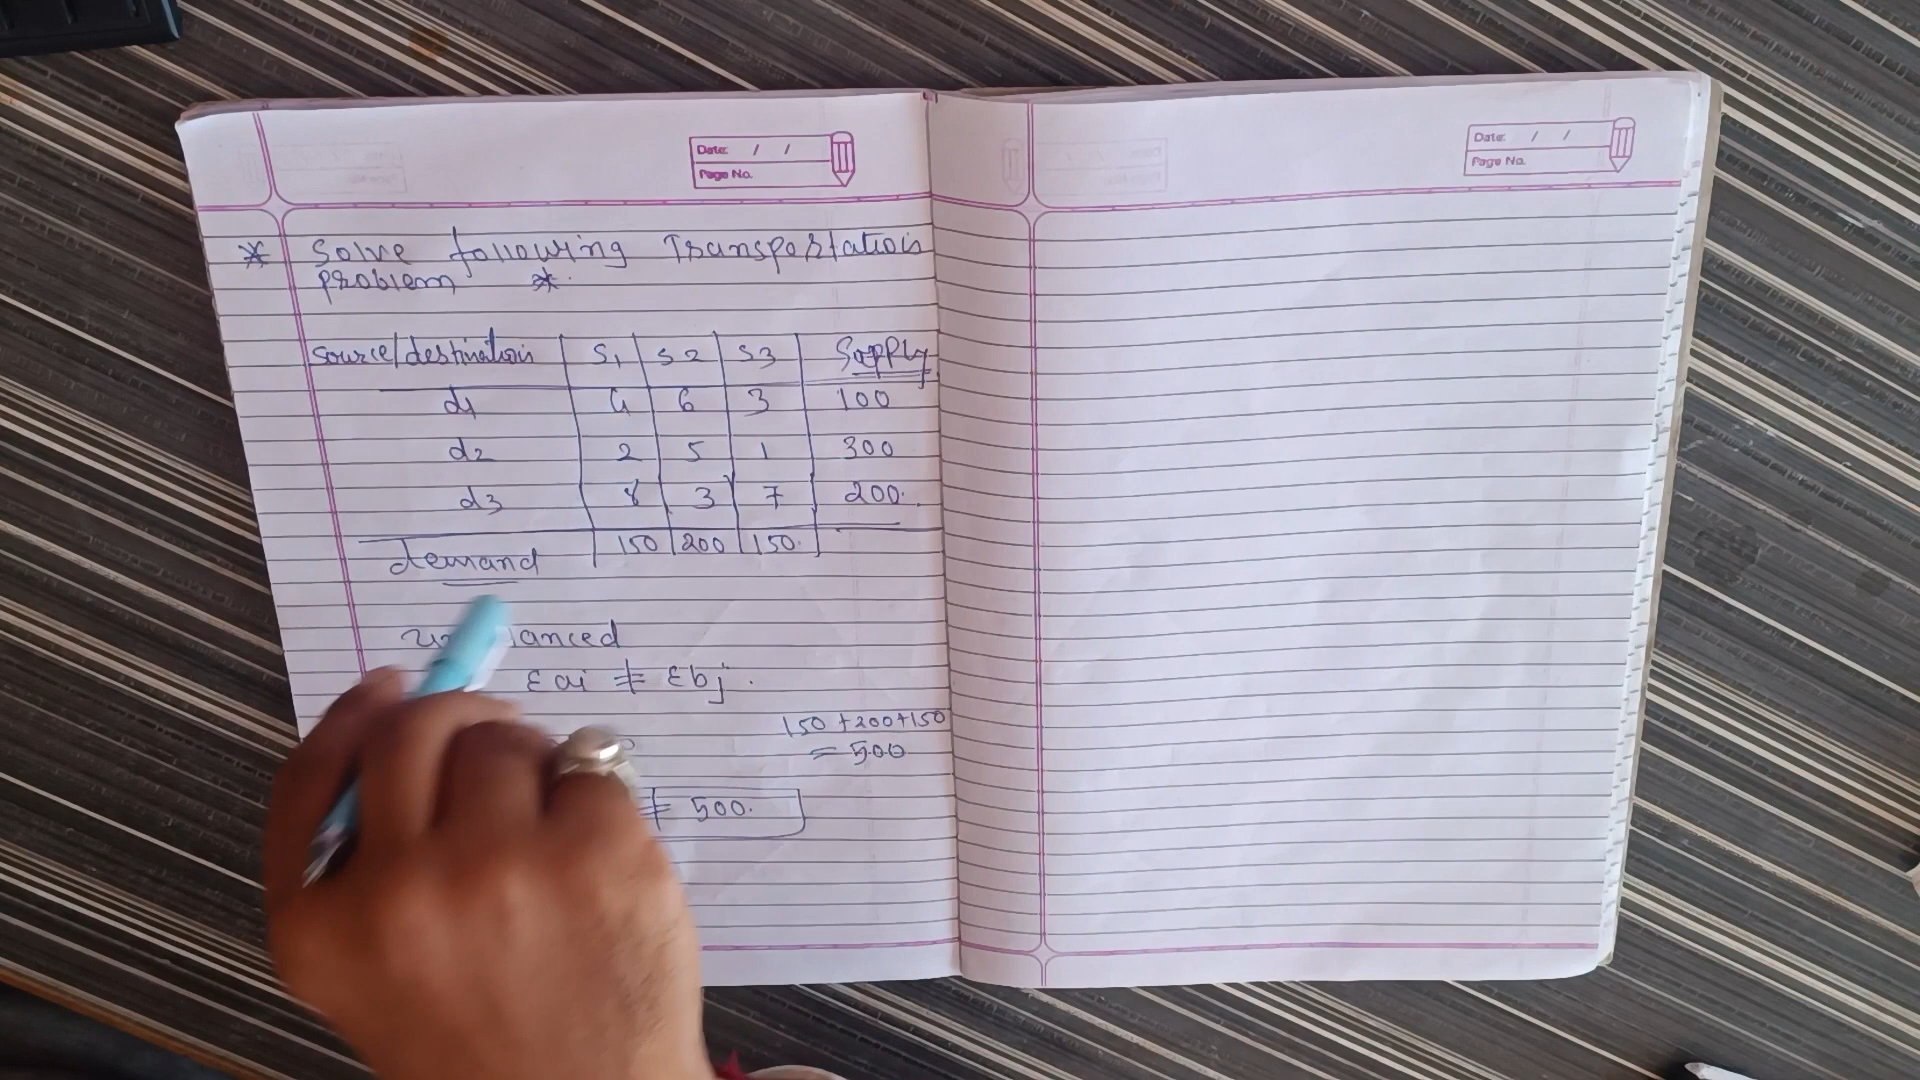 Date: / /
Page No.
Date: / /
Page No.
* Solve following Transportation
problem *.
Source/destination S1 S2 S3 Supply
d1 4 6 3 100
d2 2 5 1 300
d3 8 3 7 200.
demand 150 200 150.
Σai ≠ Σbj.
150 + 200 + 150
= 500
≠ 500.